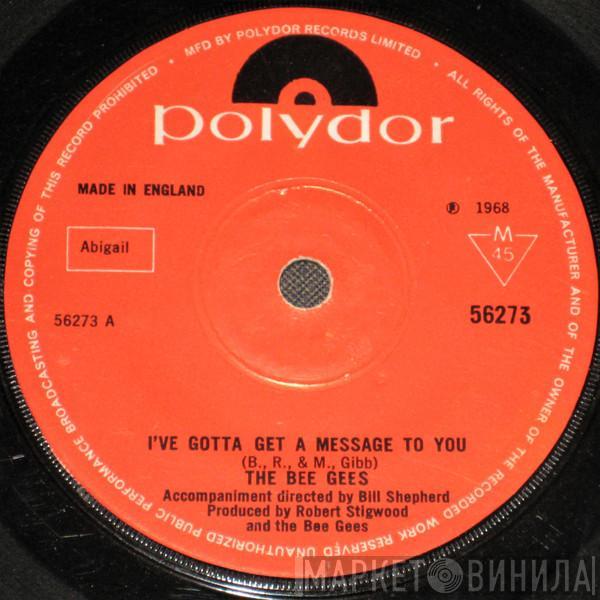 MFD BY POLYDOR RECORDS LIMITED • ALL RIGHTS OF THE MANUFACTURER AND OF THE OWNER OF THE RECORDED WORK RESERVED UNAUTHORIZED PUBLIC PERFORMANCE BROADCASTING AND COPYING OF THIS RECORD PROHIBITED •
polydor
MADE IN ENGLAND
℗ 1968
Abigail
M
45
56273 A
56273
I'VE GOTTA GET A MESSAGE TO YOU
(B., R., & M., Gibb)
THE BEE GEES
Accompaniment directed by Bill Shepherd
Produced by Robert Stigwood
and the Bee Gees
МАРКЕТ ВИНИЛА